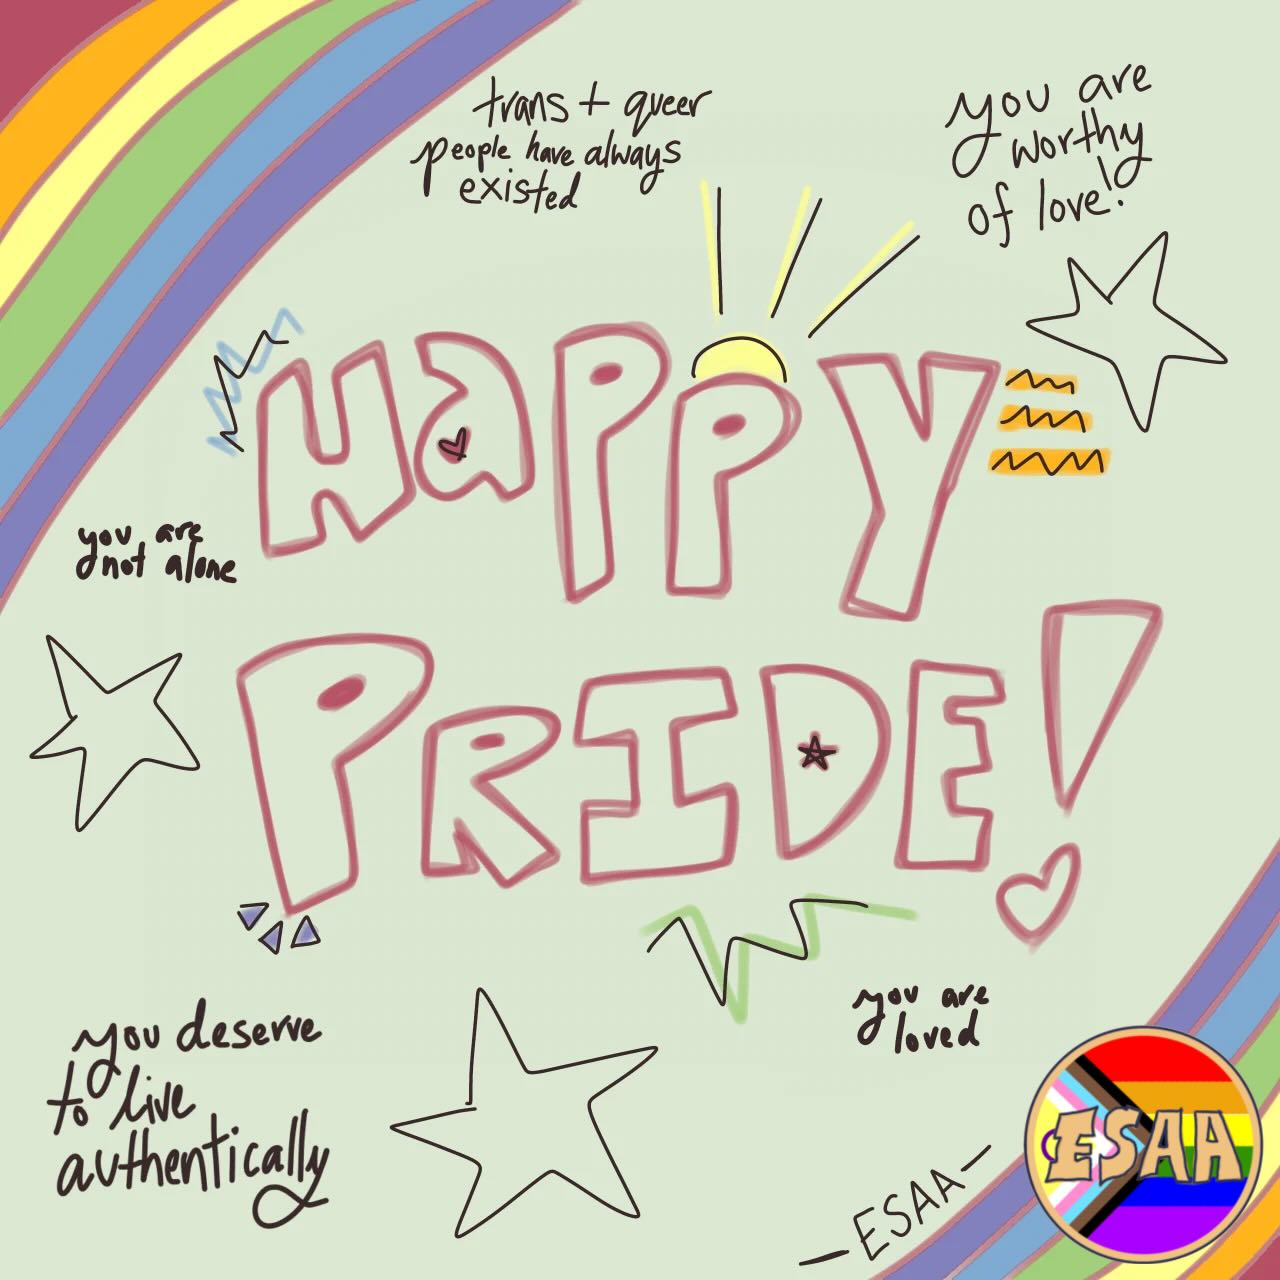 trans + queer
people have always
existed
you are
worthy
of love!
HaPPY
PRIDE!
you are
not alone
you deserve
to live
authentically
you are
loved
— ESAA —
ESAA